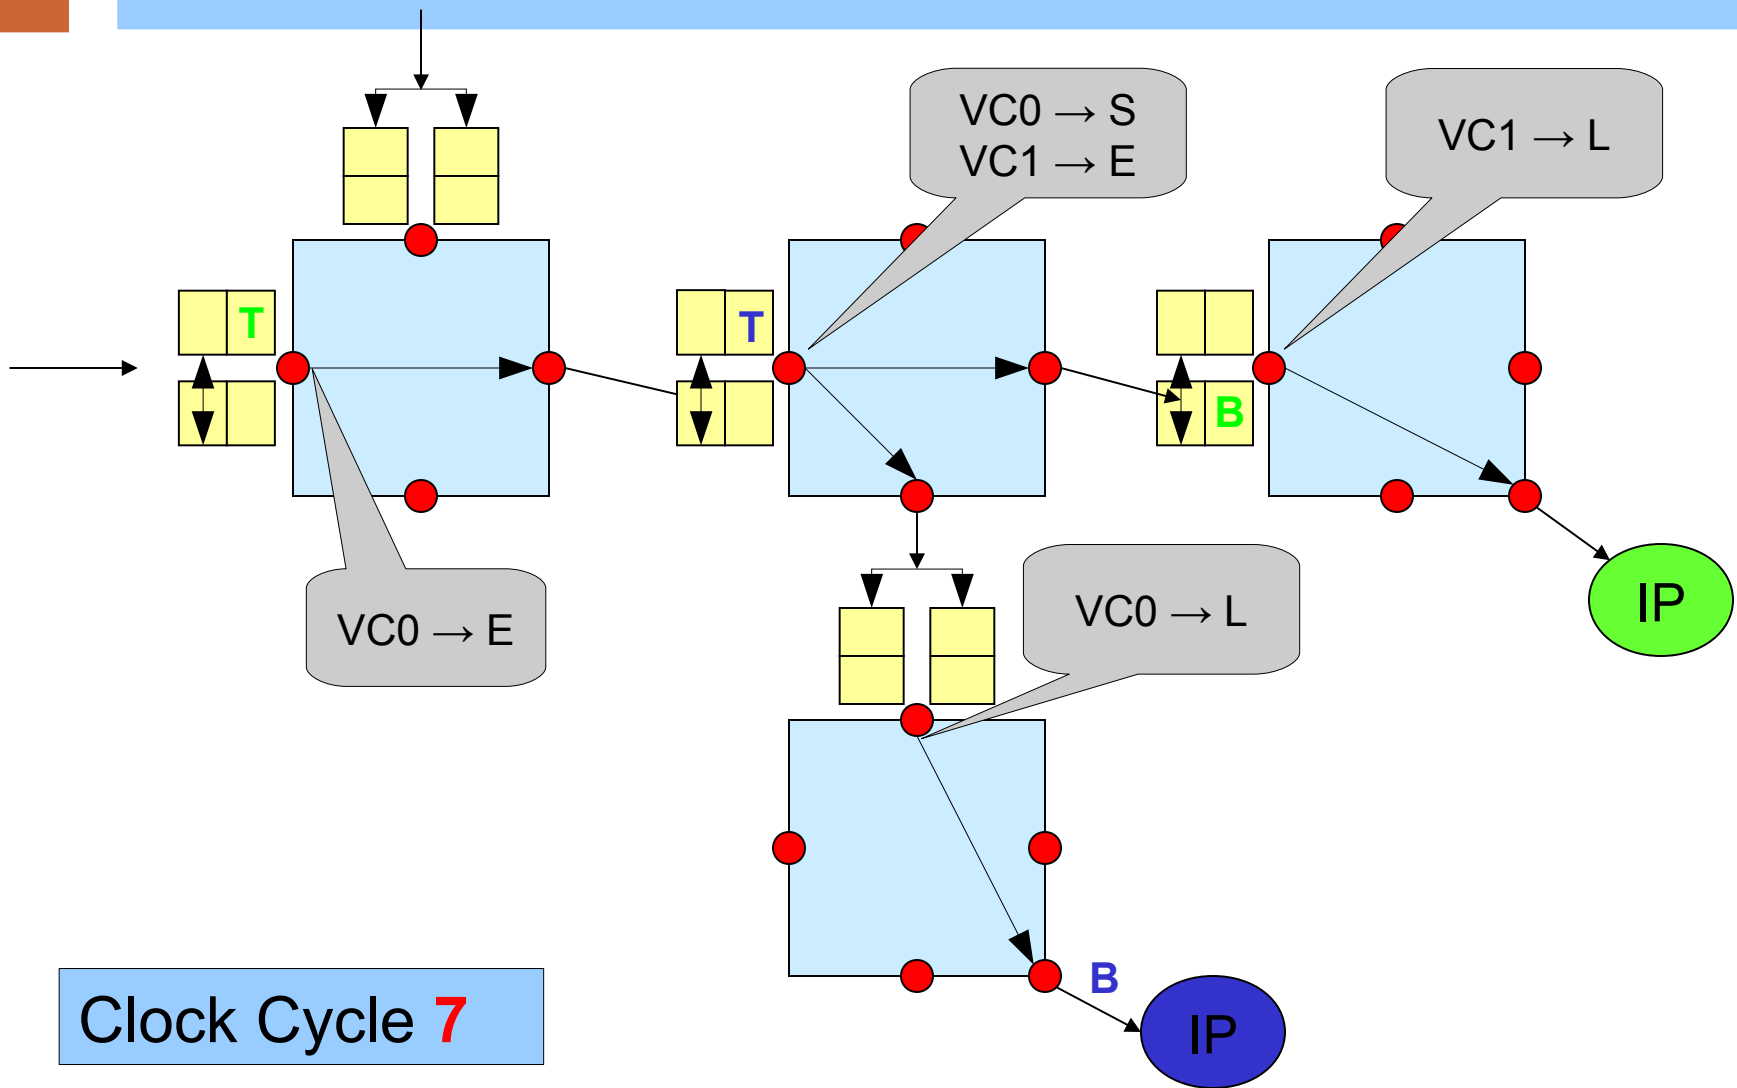 VC0 → S
VC1 → E
VC1 → L
T
T
B
VC0 → E
VC0 → L
IP
B
IP
Clock Cycle 7